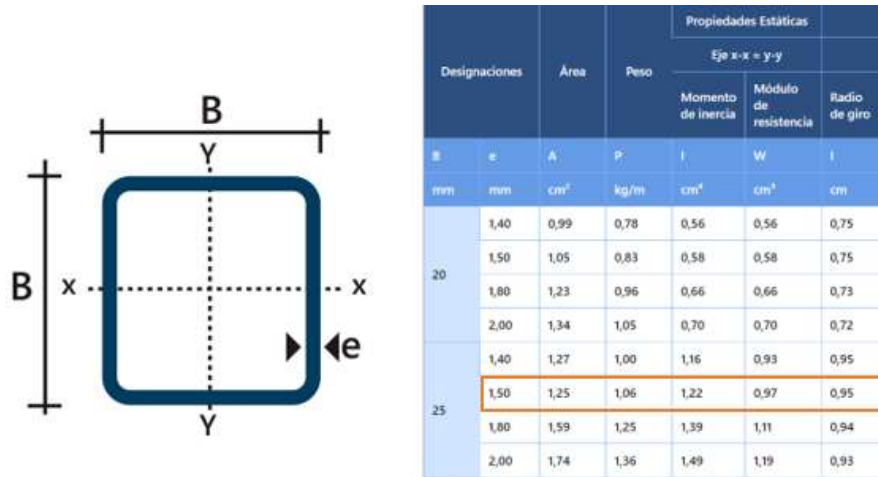 B
Y
B
x
x
e
Y
Propiedades Estáticas
Eje x-x = y-y
Designaciones
Área
Peso
Momento de inercia
Módulo de resistencia
Radio de giro
B e A P I W I
mm mm cm² kg/m cm⁴ cm³ cm
20
1,40 0,99 0,78 0,56 0,56 0,75
1,50 1,05 0,83 0,58 0,58 0,75
1,80 1,23 0,96 0,66 0,66 0,73
2,00 1,34 1,05 0,70 0,70 0,72
25
1,40 1,27 1,00 1,16 0,93 0,95
1,50 1,25 1,06 1,22 0,97 0,95
1,80 1,59 1,25 1,39 1,11 0,94
2,00 1,74 1,36 1,49 1,19 0,93